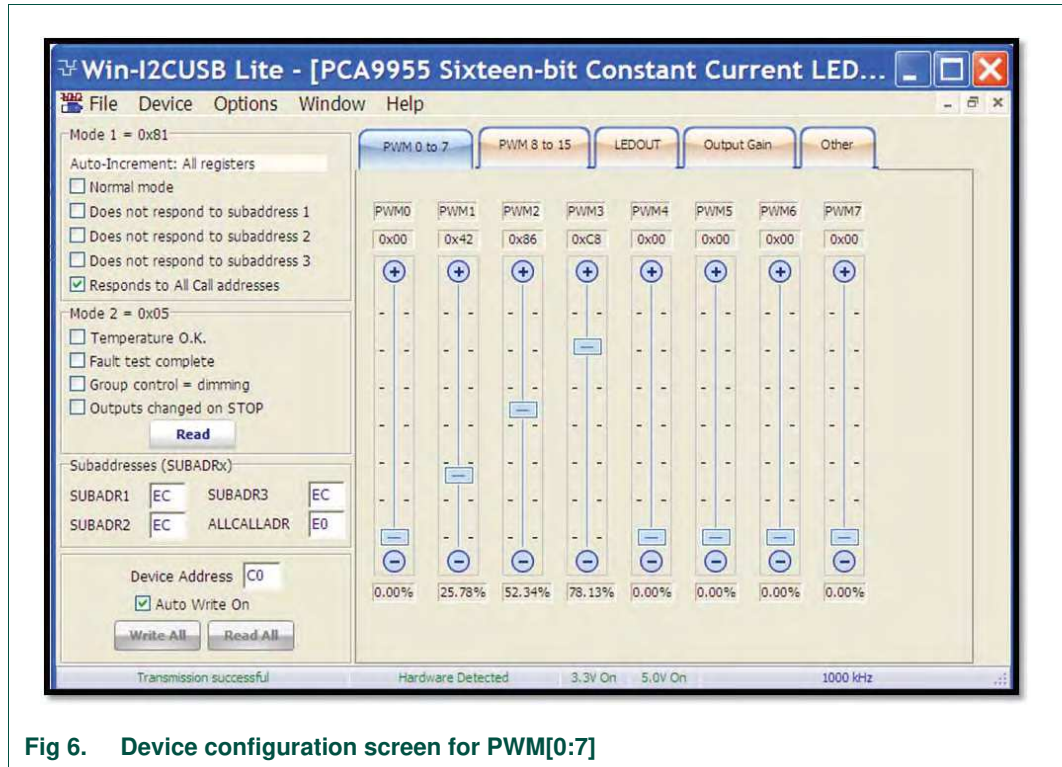 Win-I2CUSB Lite - [PCA9955 Sixteen-bit Constant Current LED...
File Device Options Window Help
Mode 1 = 0x81
Auto-Increment: All registers
Normal mode
Does not respond to subaddress 1
Does not respond to subaddress 2
Does not respond to subaddress 3
Responds to All Call addresses
Mode 2 = 0x05
Temperature O.K.
Fault test complete
Group control = dimming
Outputs changed on STOP
Read
Subaddresses (SUBADRx)
SUBADR1 EC SUBADR3 EC
SUBADR2 EC ALLCALLADR E0
Device Address C0
Auto Write On
Write All Read All
PWM 0 to 7 PWM 8 to 15 LEDOUT Output Gain Other
PWM0 PWM1 PWM2 PWM3 PWM4 PWM5 PWM6 PWM7
0x00 0x42 0x86 0xC8 0x00 0x00 0x00 0x00
0.00% 25.78% 52.34% 78.13% 0.00% 0.00% 0.00% 0.00%
Transmission successful Hardware Detected 3.3V On 5.0V On 1000 kHz
Fig 6. Device configuration screen for PWM[0:7]